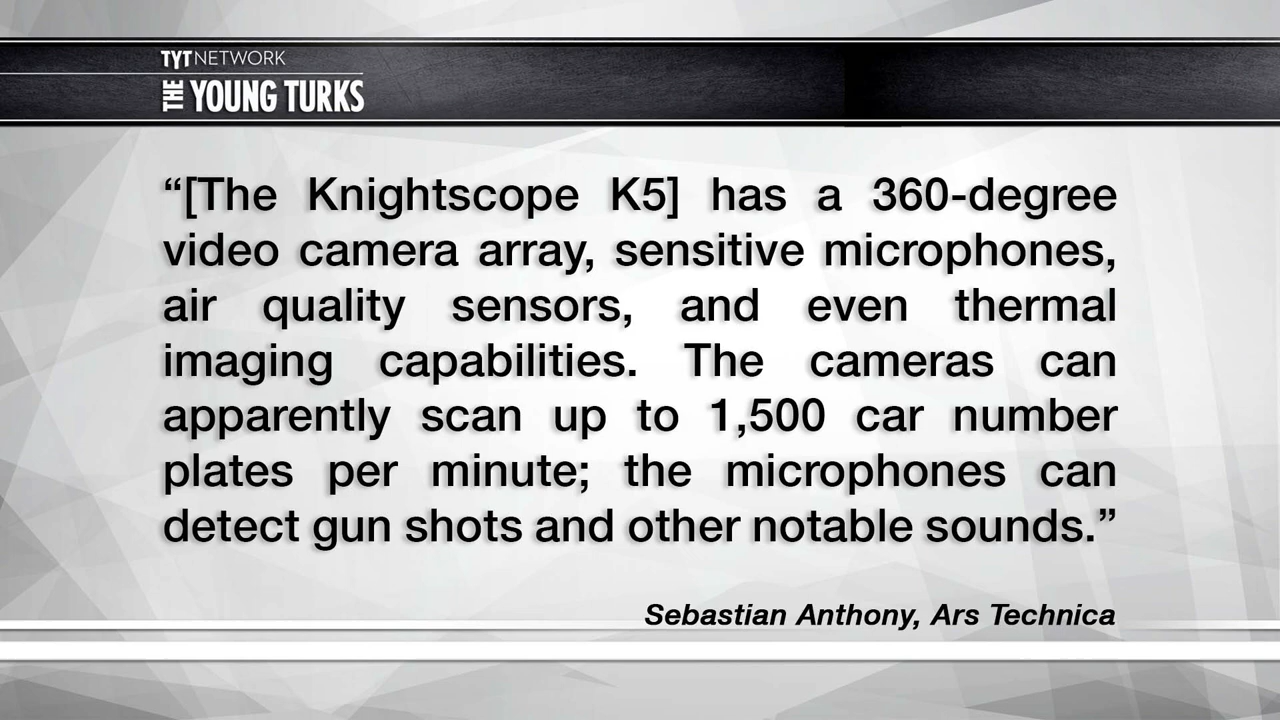 TYT NETWORK
THE YOUNG TURKS
“[The Knightscope K5] has a 360-degree
video camera array, sensitive microphones,
air quality sensors, and even thermal
imaging capabilities. The cameras can
apparently scan up to 1,500 car number
plates per minute; the microphones can
detect gun shots and other notable sounds.”
Sebastian Anthony, Ars Technica